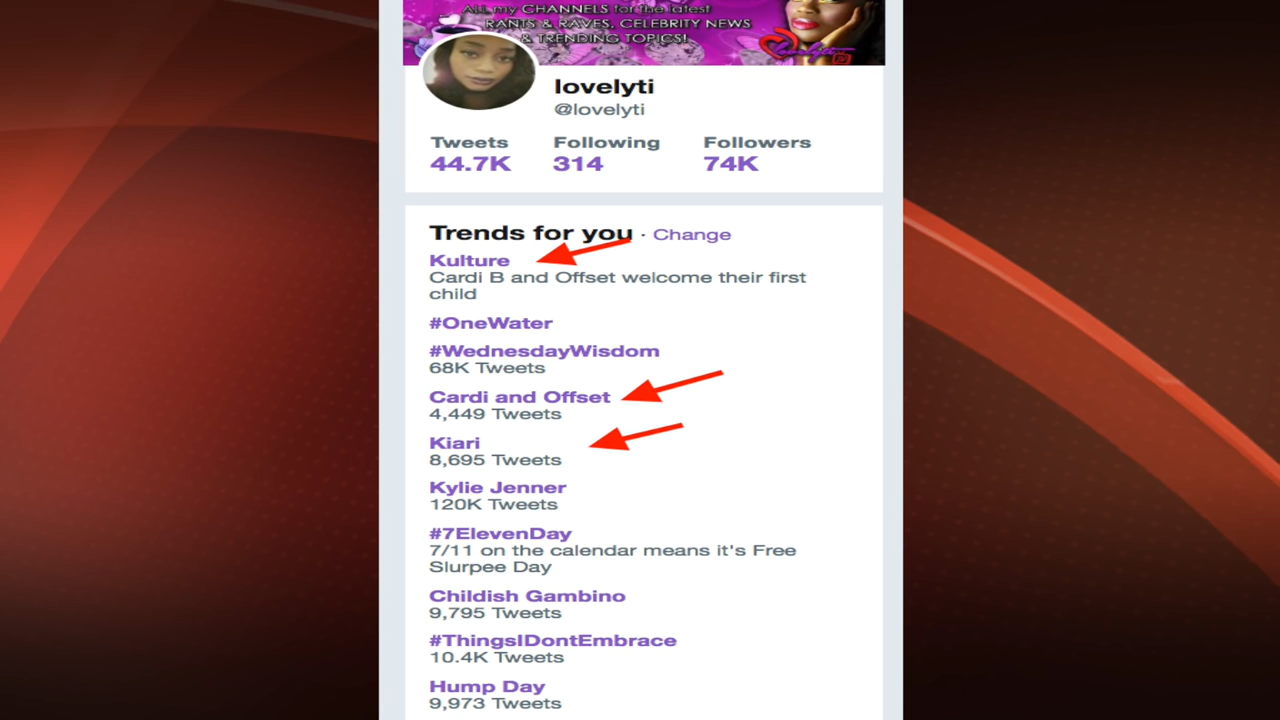 ALL my CHANNELS for the latest
RANTS & RAVES, CELEBRITY NEWS
& TRENDING TOPICS!
lovelyti
lovelyti
@lovelyti
Tweets Following Followers
44.7K 314 74K
Trends for you · Change
Kulture
Cardi B and Offset welcome their first
child
#OneWater
#WednesdayWisdom
68K Tweets
Cardi and Offset
4,449 Tweets
Kiari
8,695 Tweets
Kylie Jenner
120K Tweets
#7ElevenDay
7/11 on the calendar means it's Free
Slurpee Day
Childish Gambino
9,795 Tweets
#ThingsIDontEmbrace
10.4K Tweets
Hump Day
9,973 Tweets